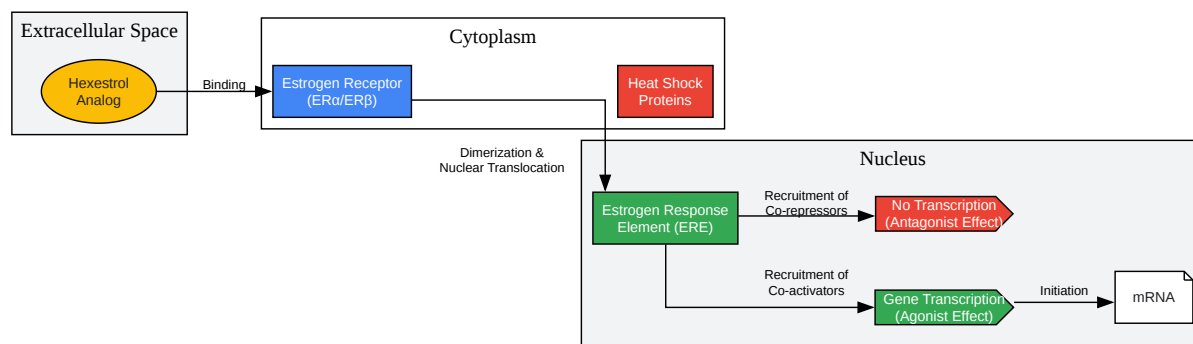 Extracellular Space
Hexestrol
Analog
Binding
Cytoplasm
Estrogen Receptor
(ERα/ERβ)
Heat Shock
Proteins
Dimerization &
Nuclear Translocation
Nucleus
Estrogen Response
Element (ERE)
Recruitment of
Co-repressors
No Transcription
(Antagonist Effect)
Recruitment of
Co-activators
Gene Transcription
(Agonist Effect)
Initiation
mRNA